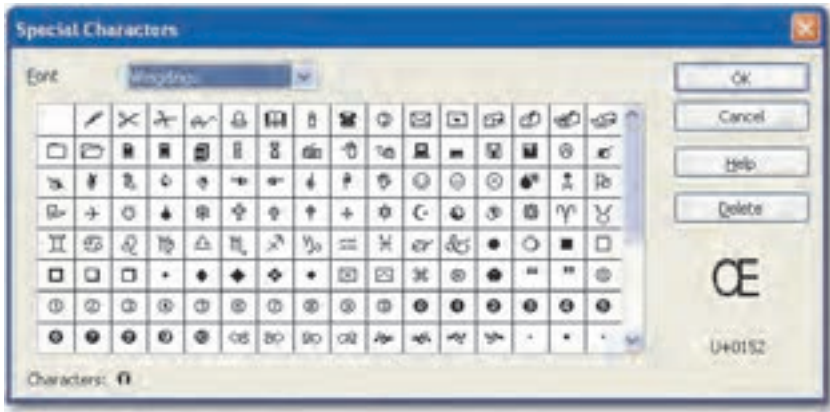 Special Characters
Font Wingdings
OK
Cancel
Help
Delete
Œ
U+0152
Characters: